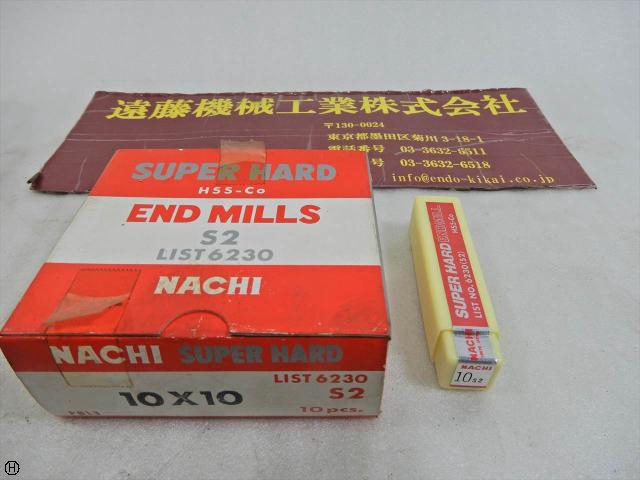 遠藤機械工業株式会社
〒130-0024
東京都墨田区菊川3-18-1
電話番号 03-3632-6511
号 03-3632-6518
info@endo-kikai.co.jp
SUPER HARD
HSS-Co
END MILLS
S2
LIST 6230
NACHI
NACHI SUPER HARD
LIST 6230
10X10 S2
10 pcs.
SUPER HARD ENDMILL
HSS-Co
LIST NO. 6230(S2)
NACHI
NACHI
10 S2
H